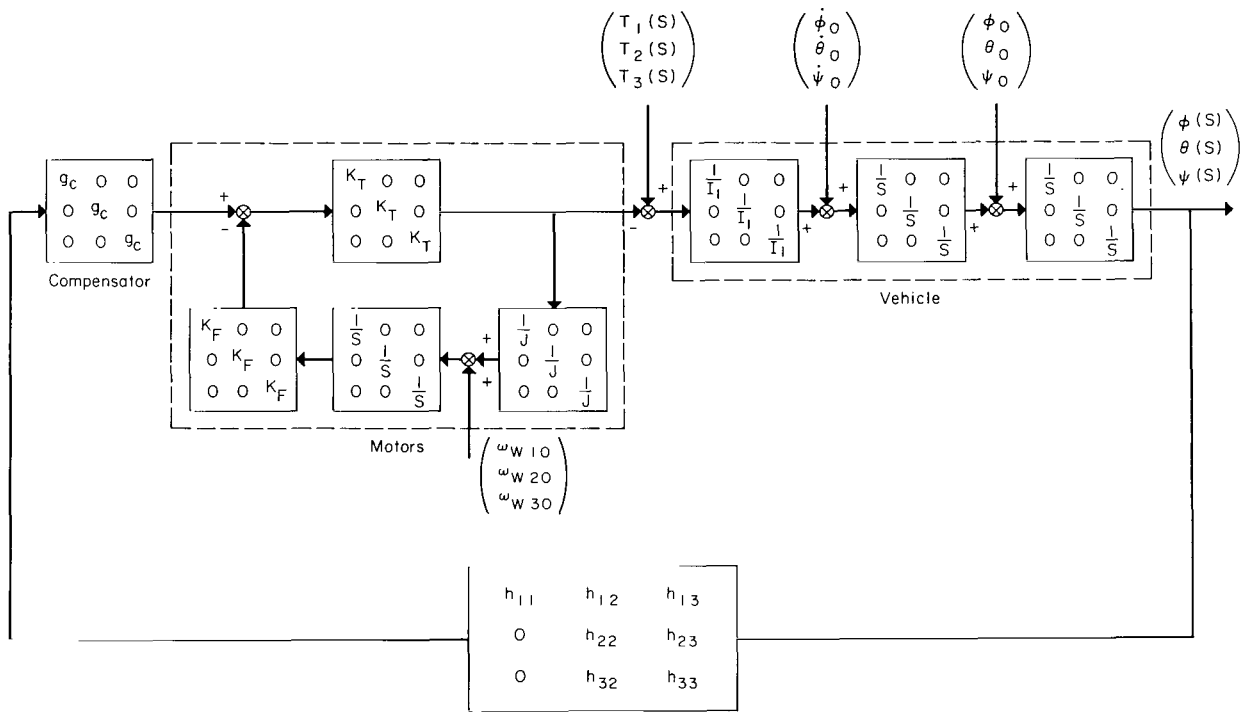 T1(S)
T2(S)
T3(S)
φ̇0
θ̇0
ψ̇0
φ0
θ0
ψ0
φ(S)
θ(S)
ψ(S)
gC 0 0
0 gC 0
0 0 gC
Compensator
+
−
KT 0 0
0 KT 0
0 0 KT
−
+
1/I1 0 0
0 1/I1 0
0 0 1/I1
+
+
1/S 0 0
0 1/S 0
0 0 1/S
+
+
1/S 0 0
0 1/S 0
0 0 1/S
Vehicle
KF 0 0
0 KF 0
0 0 KF
1/S 0 0
0 1/S 0
0 0 1/S
+
+
1/J 0 0
0 1/J 0
0 0 1/J
Motors
ωW10
ωW20
ωW30
h11 h12 h13
0 h22 h23
0 h32 h33